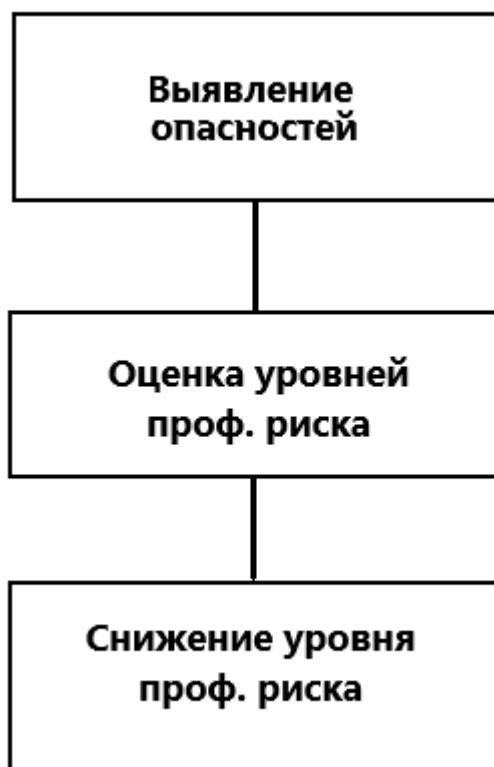 Выявление
опасностей
Оценка уровней
проф. риска
Снижение уровня
проф. риска